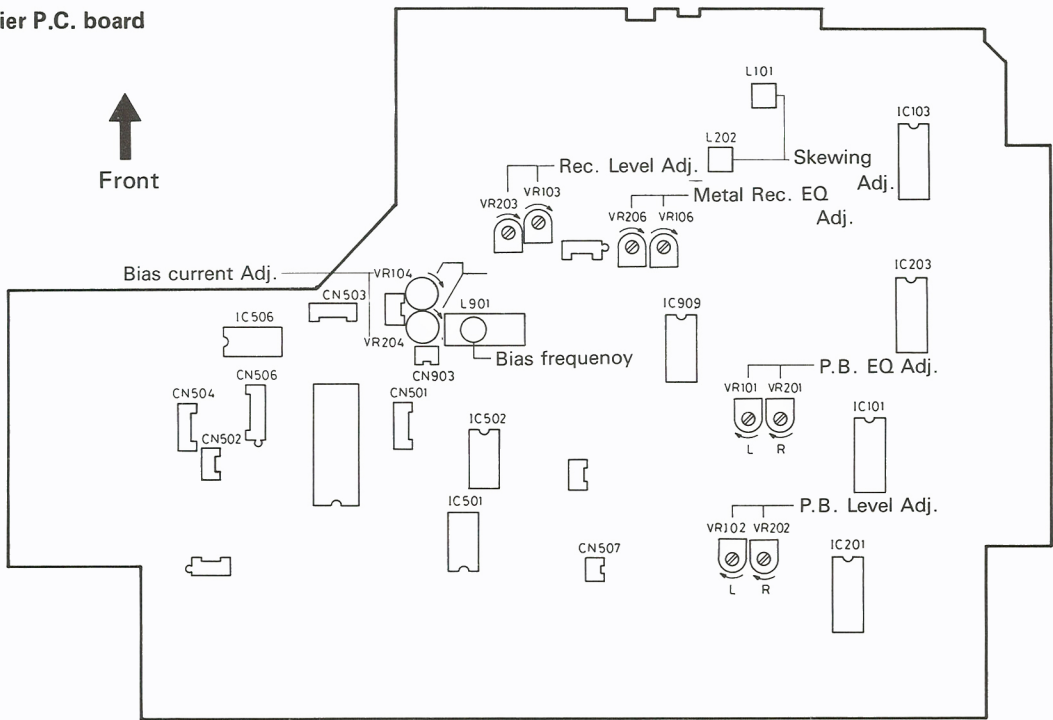 ier P.C. board
Front
L101
IC103
L202
Skewing
Adj.
Rec. Level Adj.
VR103
VR203
Metal Rec. EQ
Adj.
VR206 VR106
Bias current Adj.
VR104
IC203
CN503
L901
IC909
IC506
VR204
Bias frequenoy
CN903
P.B. EQ Adj.
VR101 VR201
L R
CN504
CN506
CN501
IC502
IC101
CN502
IC501
P.B. Level Adj.
VR102 VR202
L R
CN507
IC201